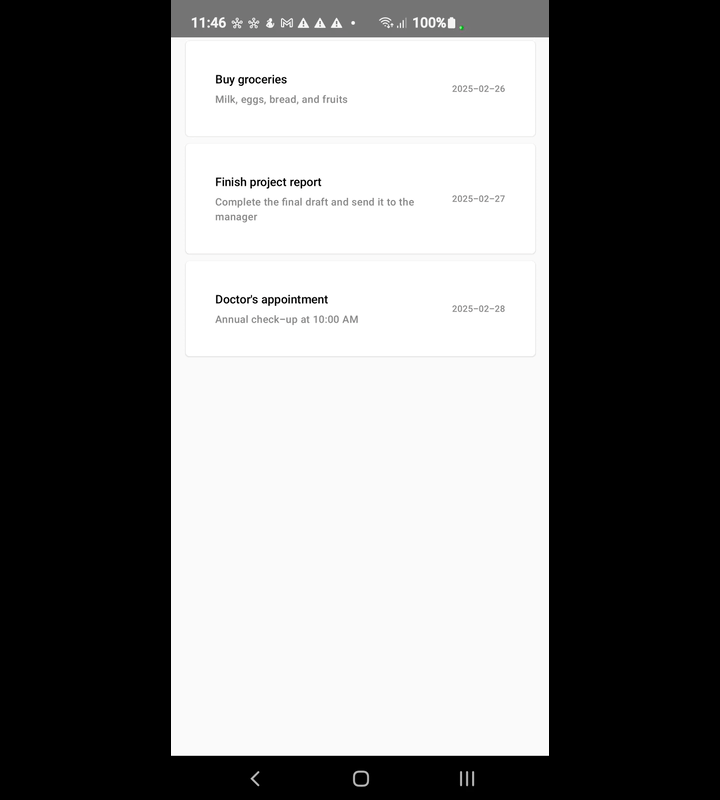 11:46
100%
Buy groceries
Milk, eggs, bread, and fruits
2025-02-26
Finish project report
Complete the final draft and send it to the
manager
2025-02-27
Doctor's appointment
Annual check-up at 10:00 AM
2025-02-28